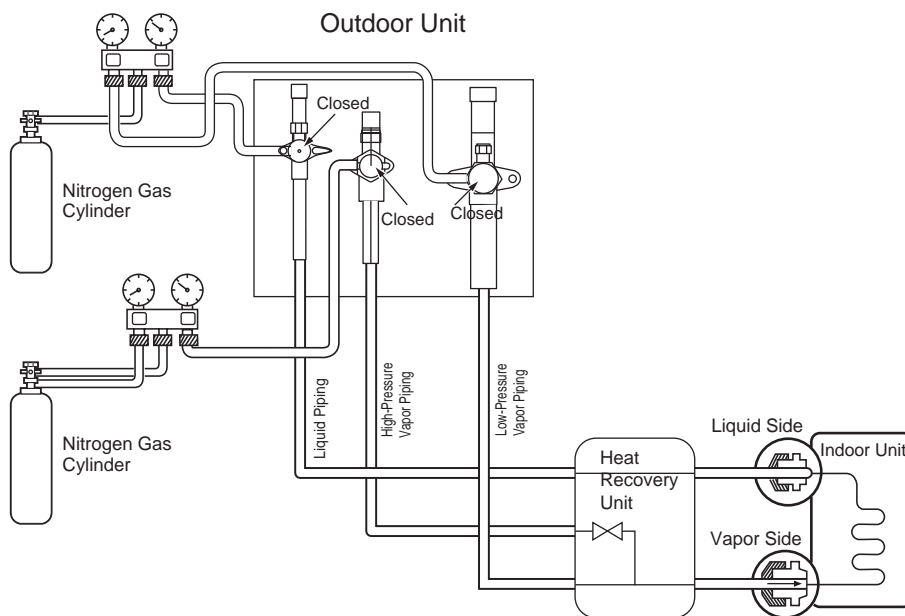 Outdoor Unit
Closed
Nitrogen Gas
Cylinder
Closed
Closed
Nitrogen Gas
Cylinder
Liquid Piping
High-Pressure
Vapor Piping
Low-Pressure
Vapor Piping
Liquid Side
Heat
Recovery
Unit
Indoor Unit
Vapor Side